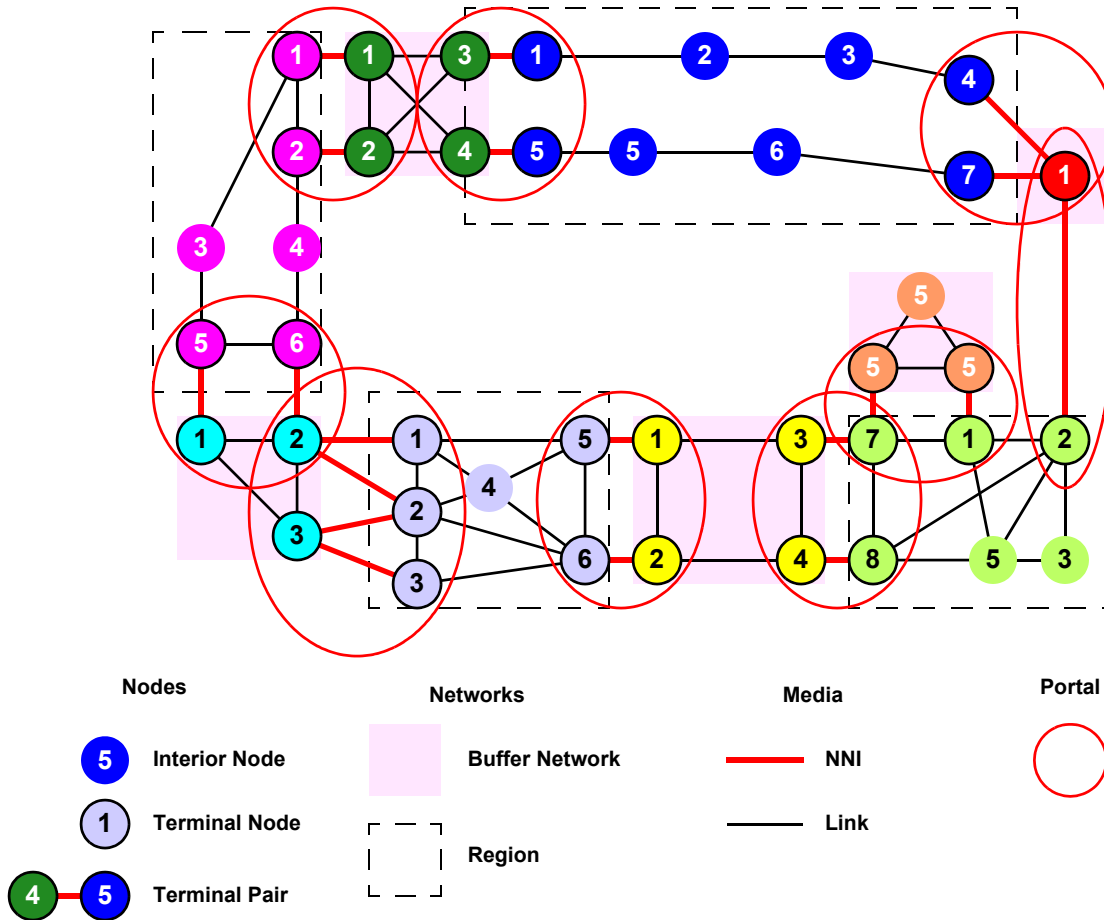 1 1 3 1 2 3
4
2 2 4 5 5 6 7 1
3 4
5
5 6
5 5
1 2 1 5 1 3 7 1 2
4
2
3 3 6 2 4 8 5 3
Nodes
Networks
Media
Portal
5 Interior Node
Buffer Network
NNI
1 Terminal Node
Link
Region
4 5 Terminal Pair